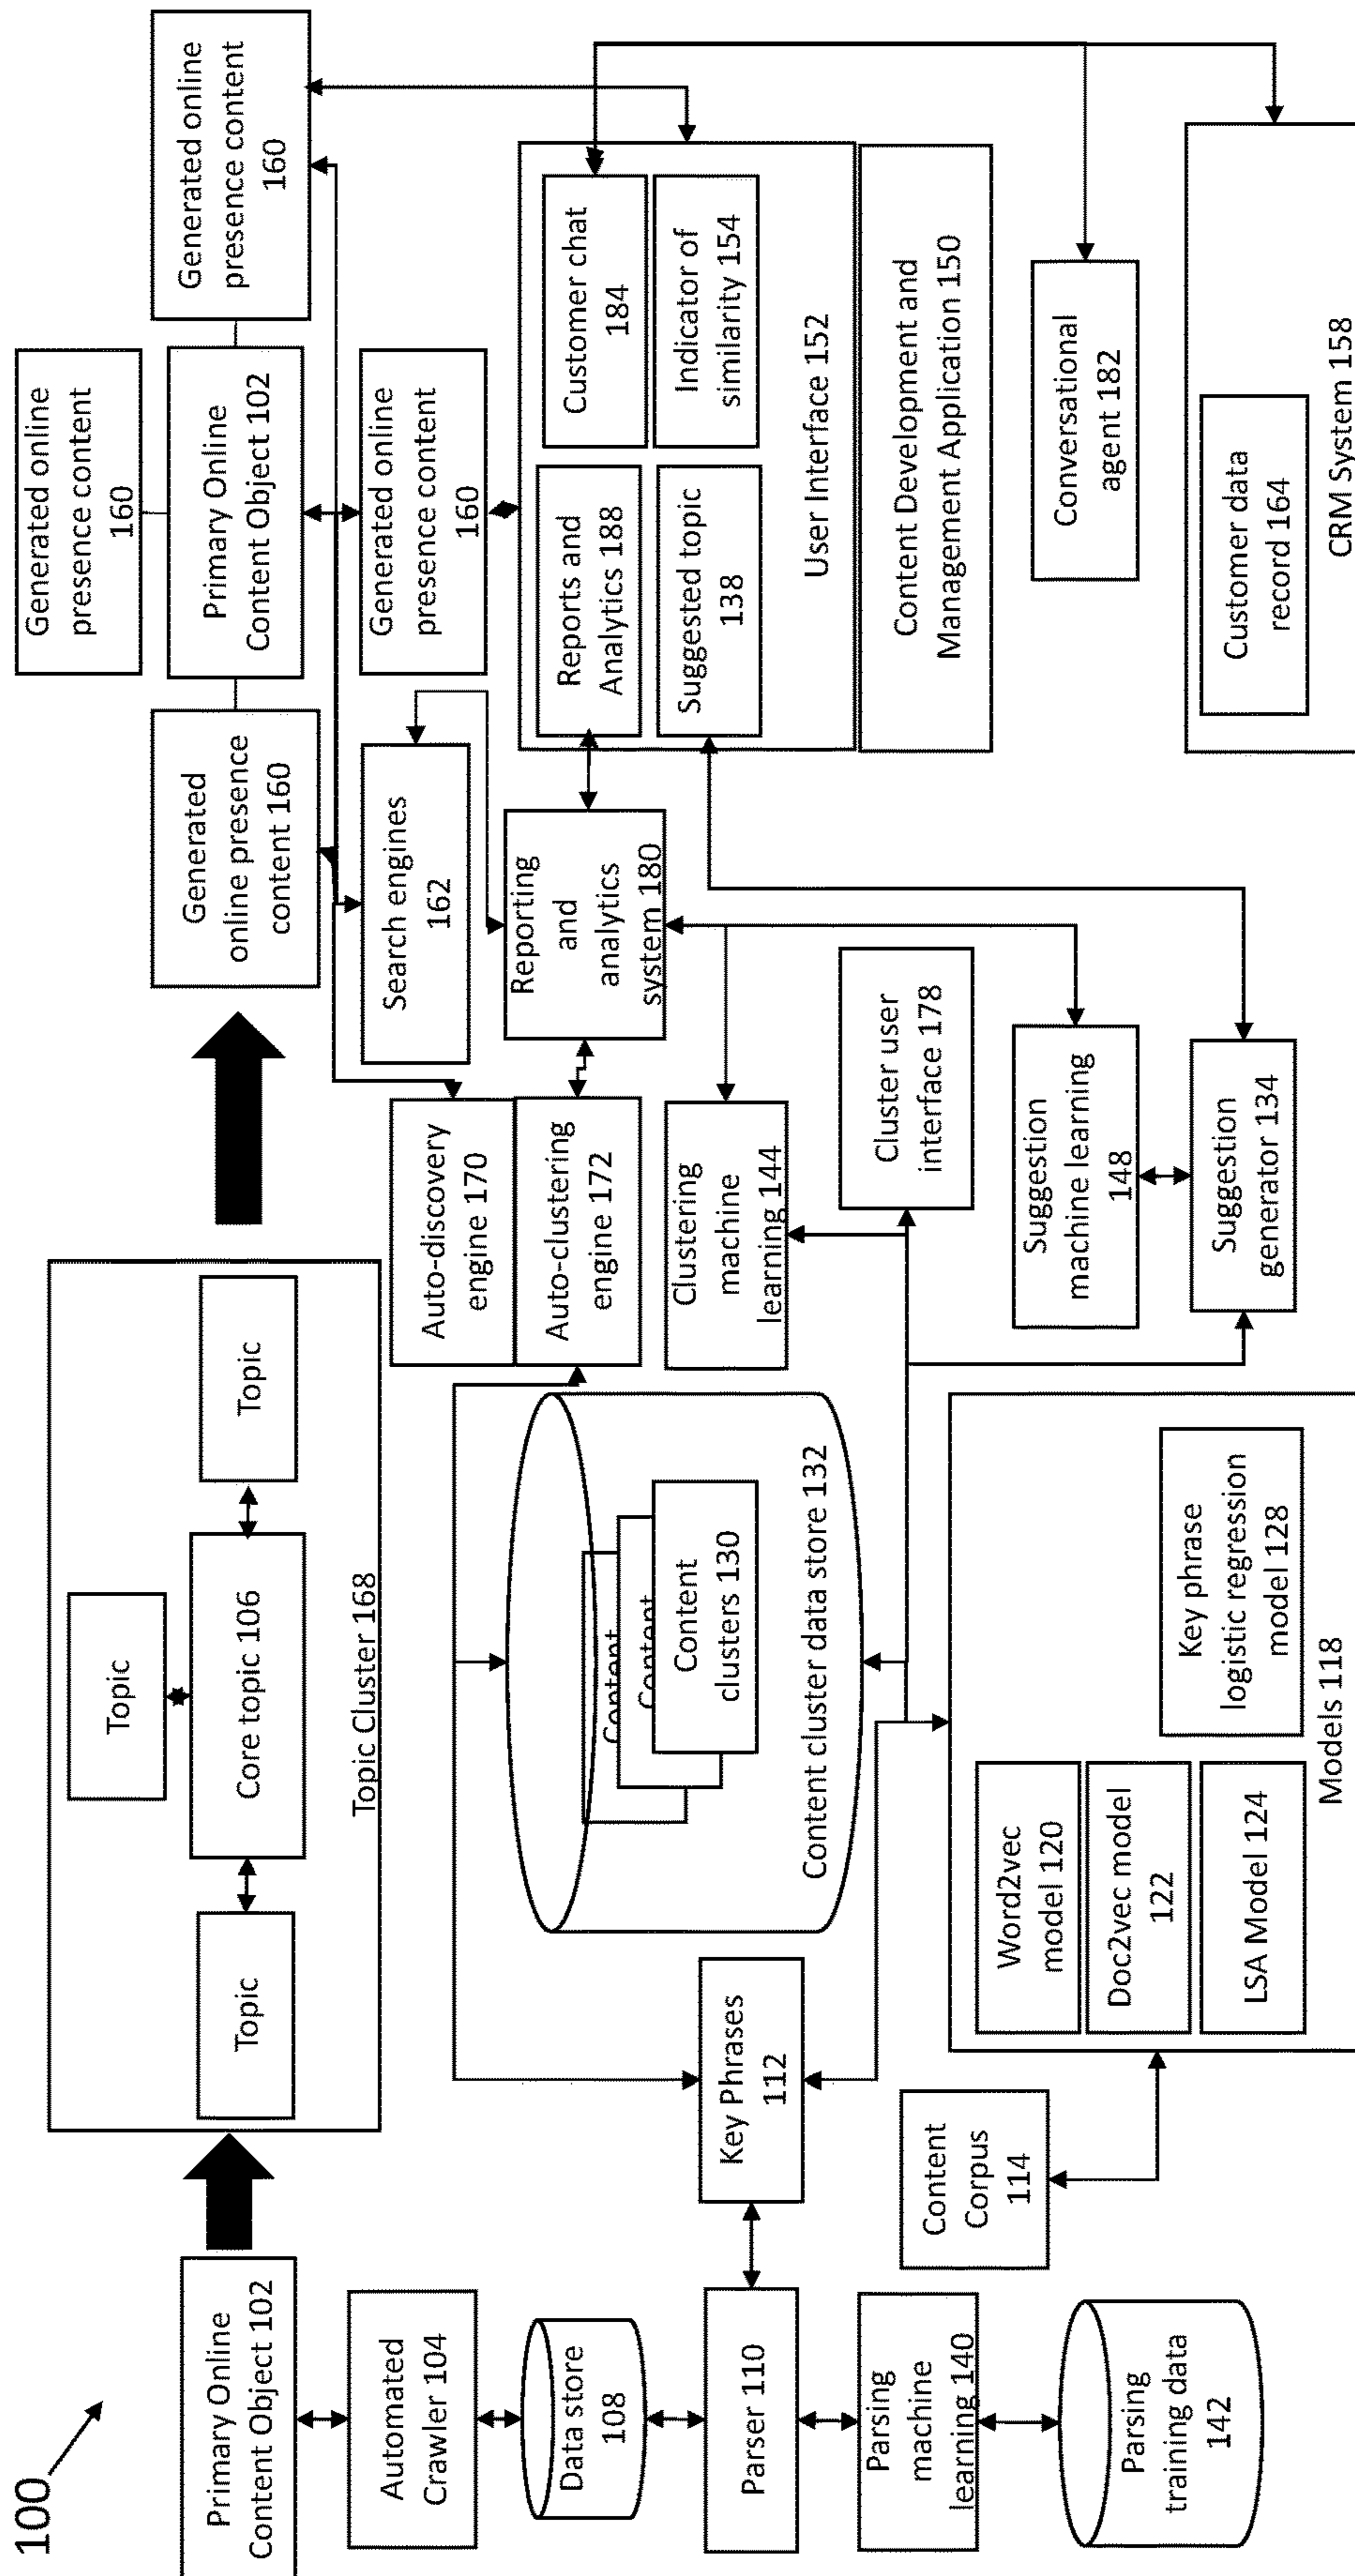 100
Primary Online
Content Object 102
Automated
Crawler 104
Data store
108
Parser 110
Parsing
machine
learning 140
Parsing
training data
142
Topic
Topic
Core topic 106
Topic
Topic Cluster 168
Key Phrases
112
Content
Corpus
114
Content
Content
Content
clusters 130
Content cluster data store 132
Word2vec
model 120
Doc2vec model
122
LSA Model 124
Key phrase
logistic regression
model 128
Models 118
Auto-discovery
engine 170
Auto-clustering
engine 172
Clustering
machine
learning 144
Cluster user
interface 178
Suggestion
machine learning
148
Suggestion
generator 134
Generated
online presence
content 160
Search engines
162
Reporting
and
analytics
system 180
Generated online
presence content
160
Primary Online
Content Object 102
Generated online
presence content
160
Generated online
presence content
160
Reports and
Analytics 188
Customer chat
184
Suggested topic
138
Indicator of
similarity 154
User Interface 152
Content Development and
Management Application 150
Conversational
agent 182
Customer data
record 164
CRM System 158